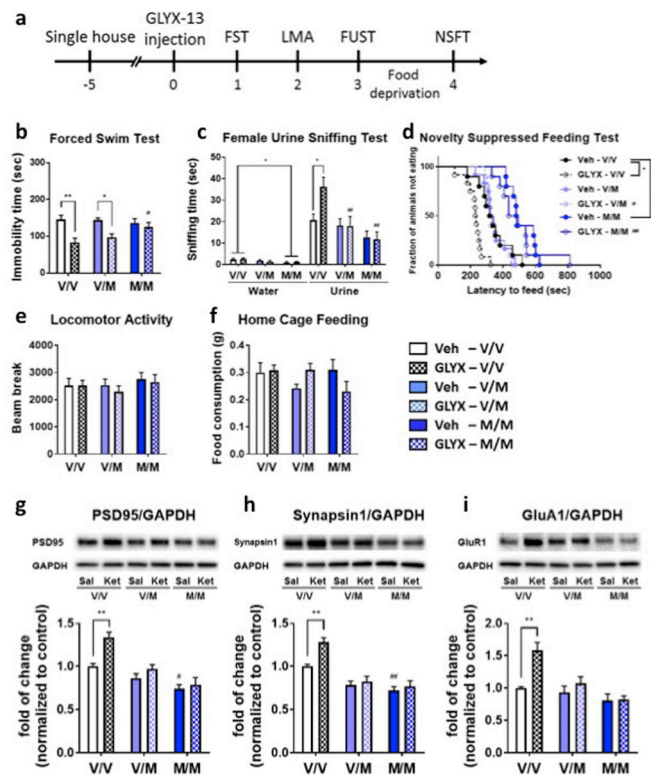 a
GLYX-13
Single house injection FST LMA FUST NSFT
Food
-5 0 1 2 3 deprivation 4
b Forced Swim Test
Immobility time (sec)
200
150
100
50
0
** * #
V/V V/M M/M
c Female Urine Sniffing Test
Sniffing time (sec)
50
40
30
20
10
0
* * ## ##
V/V V/M M/M V/V V/M M/M
Water Urine
d Novelty Suppressed Feeding Test
Fraction of animals not eating
100
80
60
40
20
0
0 200 400 600 800 1000
Latency to feed (sec)
Veh - V/V
GLYX - V/V
Veh - V/M
GLYX - V/M #
Veh - M/M
GLYX - M/M ##
*
e Locomotor Activity
Beam break
5000
4000
3000
2000
1000
0
V/V V/M M/M
f Home Cage Feeding
Food consumption (g)
0.6
0.4
0.2
0.0
V/V V/M M/M
Veh - V/V
GLYX - V/V
Veh - V/M
GLYX - V/M
Veh - M/M
GLYX - M/M
g PSD95/GAPDH
PSD95
GAPDH
Sal Ket Sal Ket Sal Ket
V/V V/M M/M
fold of change
(normalized to control)
1.5
1.0
0.5
0.0
** #
V/V V/M M/M
h Synapsin1/GAPDH
Synapsin1
GAPDH
Sal Ket Sal Ket Sal Ket
V/V V/M M/M
fold of change
(normalized to control)
1.5
1.0
0.5
0.0
** ##
V/V V/M M/M
i GluA1/GAPDH
GluR1
GAPDH
Sal Ket Sal Ket Sal Ket
V/V V/M M/M
fold of change
(normalized to control)
2.0
1.5
1.0
0.5
0.0
**
V/V V/M M/M